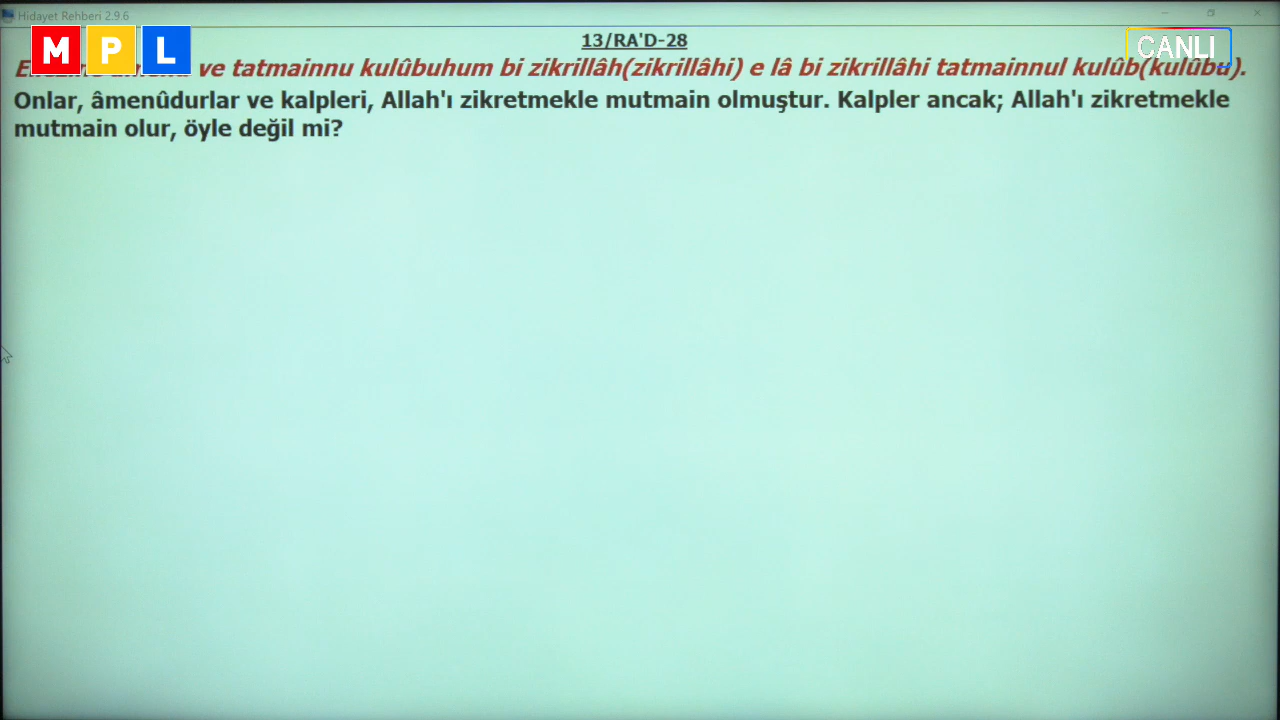 Hidayet Rehberi 2.9.6
MPL
CANLI
13/RA'D-28
ve tatmainnu kulûbuhum bi zikrillâh(zikrillâhi) e lâ bi zikrillâhi tatmainnul kulûb(kulûbu).
Onlar, âmenûdurlar ve kalpleri, Allah'ı zikretmekle mutmain olmuştur. Kalpler ancak; Allah'ı zikretmekle
mutmain olur, öyle değil mi?